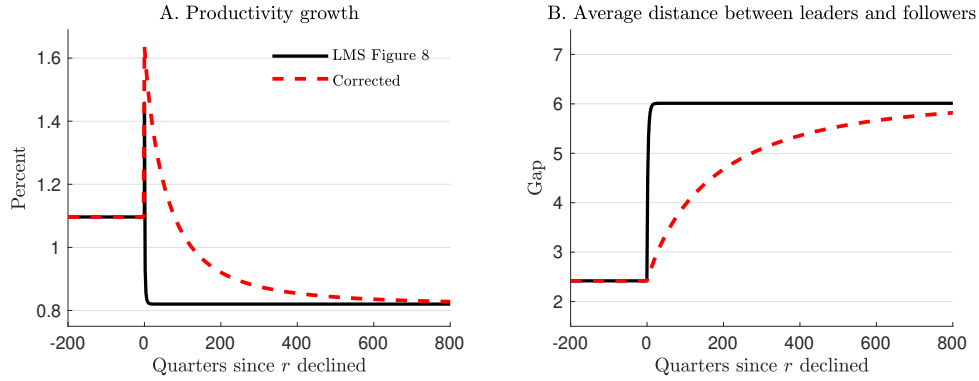 A. Productivity growth
1.6
1.4
1.2
1
0.8
Percent
LMS Figure 8
Corrected
-200 0 200 400 600 800
Quarters since r declined
B. Average distance between leaders and followers
7
6
5
4
3
2
Gap
-200 0 200 400 600 800
Quarters since r declined